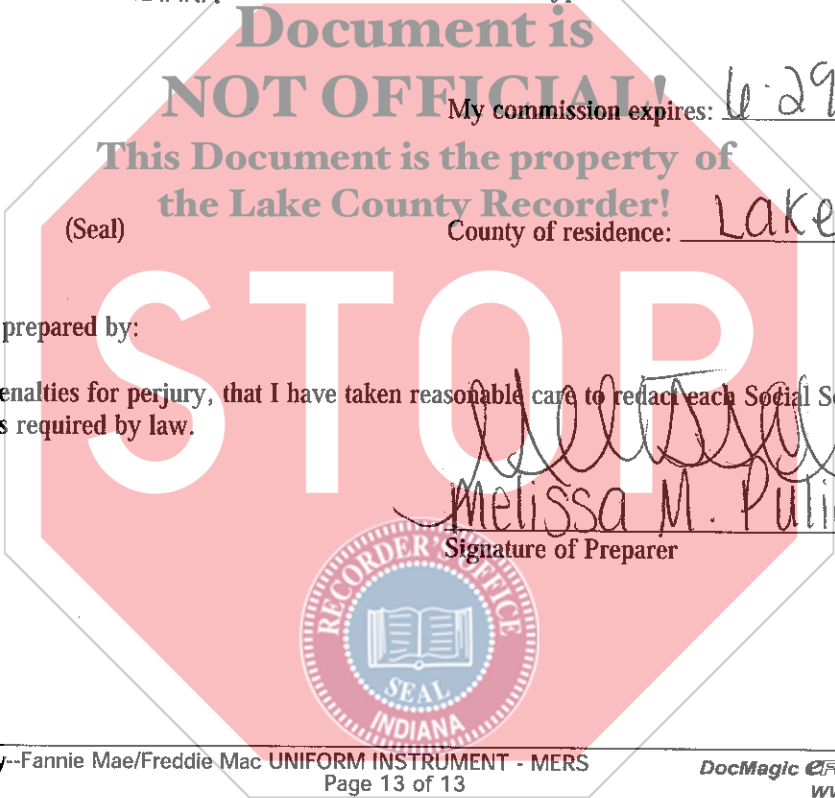 Document is
NOT OFFICIAL!
My commission expires: 6-29
This Document is the property of
the Lake County Recorder!
(Seal) County of residence: Lake
STOP
prepared by:
enalties for perjury, that I have taken reasonable care to redact each Social S
s required by law.
Melissa
Melissa M. Puli
Signature of Preparer
RECORDER'S OFFICE
SEAL
INDIANA
y--Fannie Mae/Freddie Mac UNIFORM INSTRUMENT - MERS DocMagic
Page 13 of 13